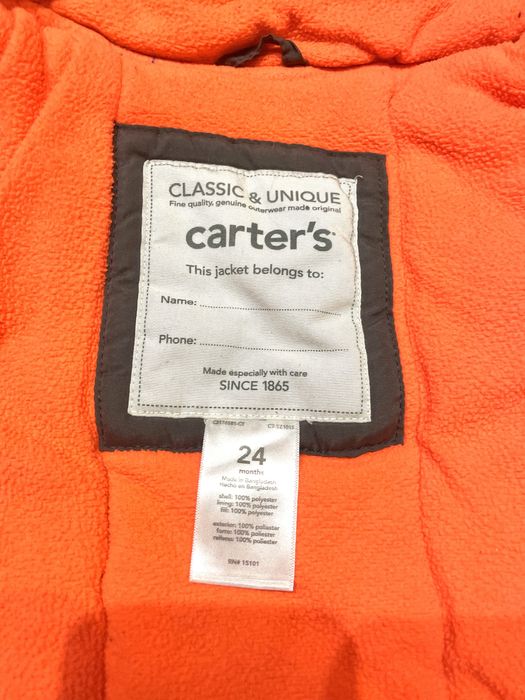 CLASSIC & UNIQUE
Fine quality, genuine outerwear made original
carter's
This jacket belongs to:
Name:
Phone:
Made especially with care
SINCE 1865
24
months
Made in Bangladesh
Hecho en Bangladesh
shell: 100% polyester
lining: 100% polyester
fill: 100% polyester
exterior: 100% poliester
forro: 100% poliester
relleno: 100% poliester
RN# 15101